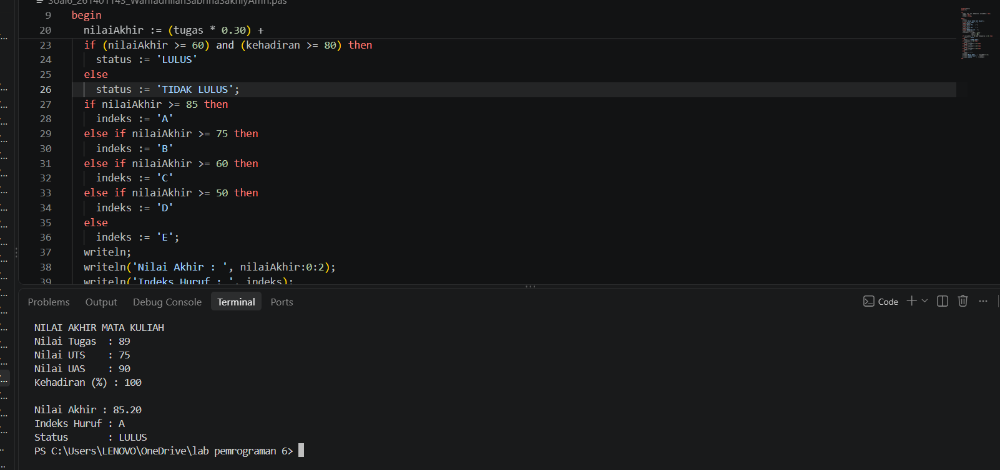 9 begin
20 nilaiAkhir := (tugas * 0.30) +
23 if (nilaiAkhir >= 60) and (kehadiran >= 80) then
24 status := 'LULUS'
25 else
26 status := 'TIDAK LULUS';
27 if nilaiAkhir >= 85 then
28 indeks := 'A'
29 else if nilaiAkhir >= 75 then
30 indeks := 'B'
31 else if nilaiAkhir >= 60 then
32 indeks := 'C'
33 else if nilaiAkhir >= 50 then
34 indeks := 'D'
35 else
36 indeks := 'E';
37 writeln;
38 writeln('Nilai Akhir : ', nilaiAkhir:0:2);
39 writeln('Indeks Huruf : ', indeks);
Problems Output Debug Console Terminal Ports Code
NILAI AKHIR MATA KULIAH
Nilai Tugas : 89
Nilai UTS : 75
Nilai UAS : 90
Kehadiran (%) : 100
Nilai Akhir : 85.20
Indeks Huruf : A
Status : LULUS
PS C:\Users\LENOVO\OneDrive\lab pemrograman 6>